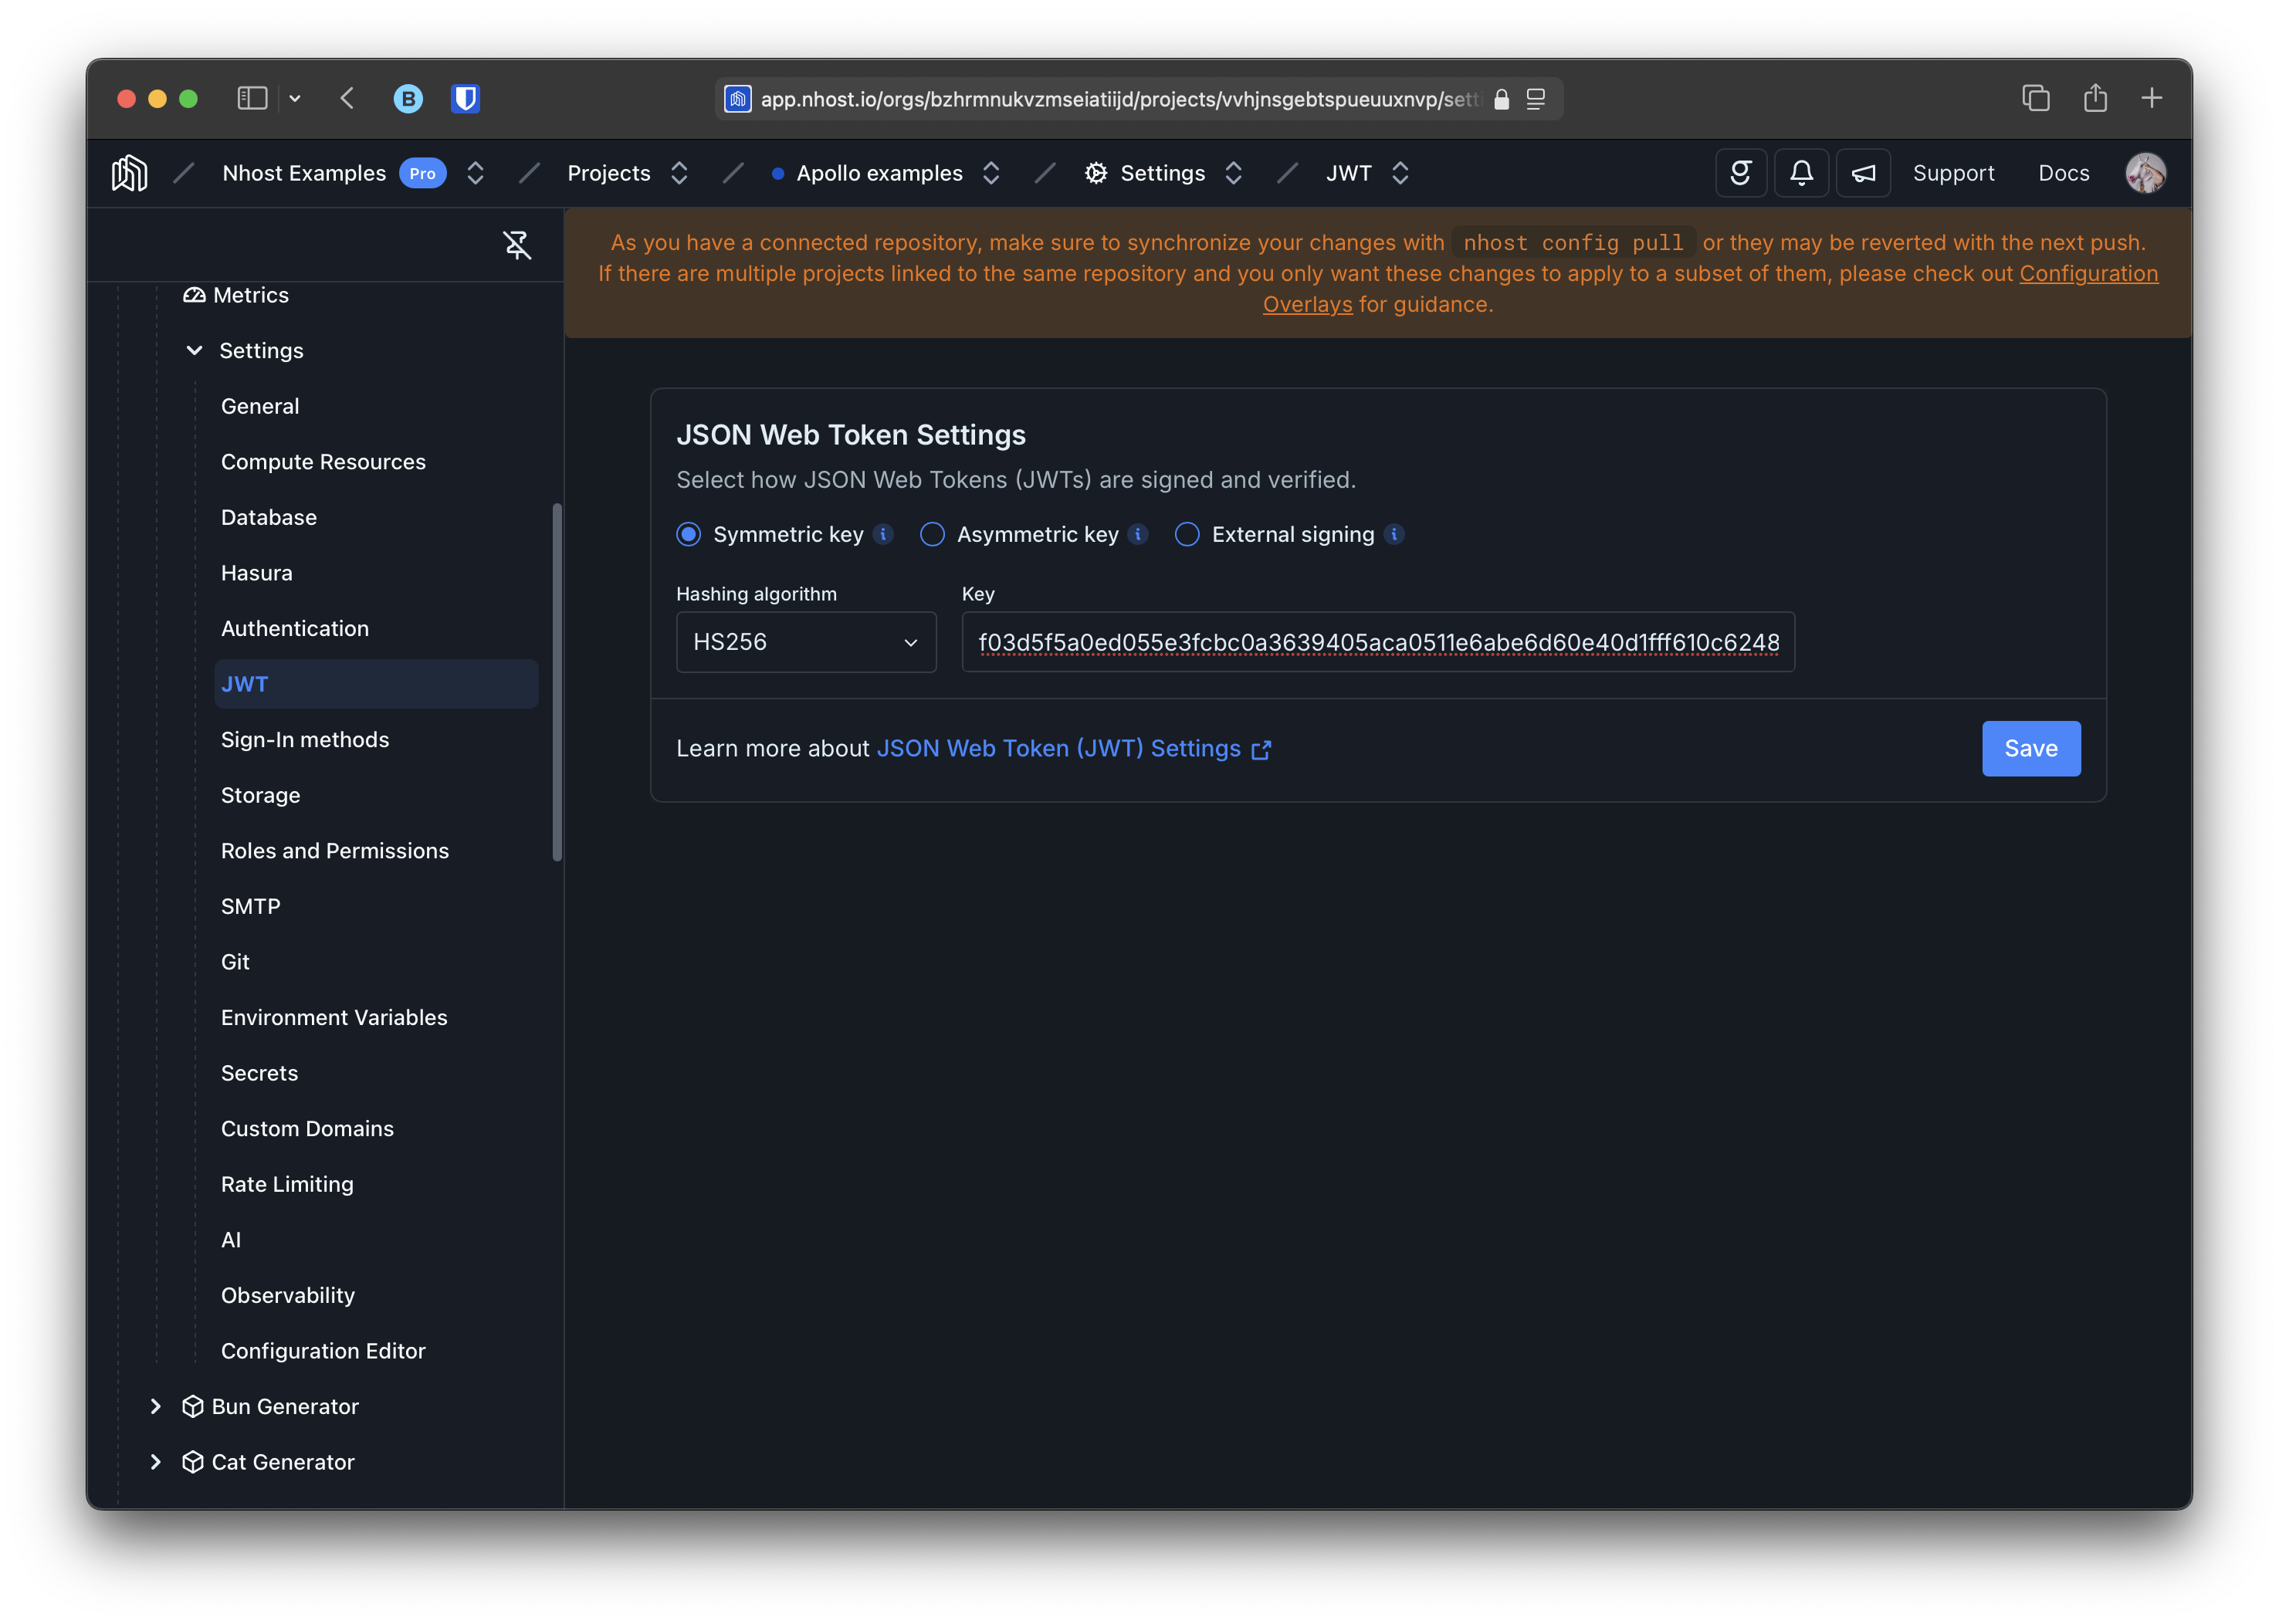 B
app.nhost.io/orgs/bzhrmnukvzmseiatiijd/projects/vvhjnsgebtspueuuxnvp/sett
Nhost Examples Pro Projects Apollo examples Settings JWT Support Docs
As you have a connected repository, make sure to synchronize your changes with nhost config pull or they may be reverted with the next push.
If there are multiple projects linked to the same repository and you only want these changes to apply to a subset of them, please check out Configuration
Overlays for guidance.
Metrics
Settings
General
Compute Resources
Database
Hasura
Authentication
JWT
Sign-In methods
Storage
Roles and Permissions
SMTP
Git
Environment Variables
Secrets
Custom Domains
Rate Limiting
AI
Observability
Configuration Editor
Bun Generator
Cat Generator
JSON Web Token Settings
Select how JSON Web Tokens (JWTs) are signed and verified.
Symmetric key i Asymmetric key i External signing i
Hashing algorithm Key
HS256 f03d5f5a0ed055e3fcbc0a3639405aca0511e6abe6d60e40d1fff610c6248
Learn more about JSON Web Token (JWT) Settings
Save